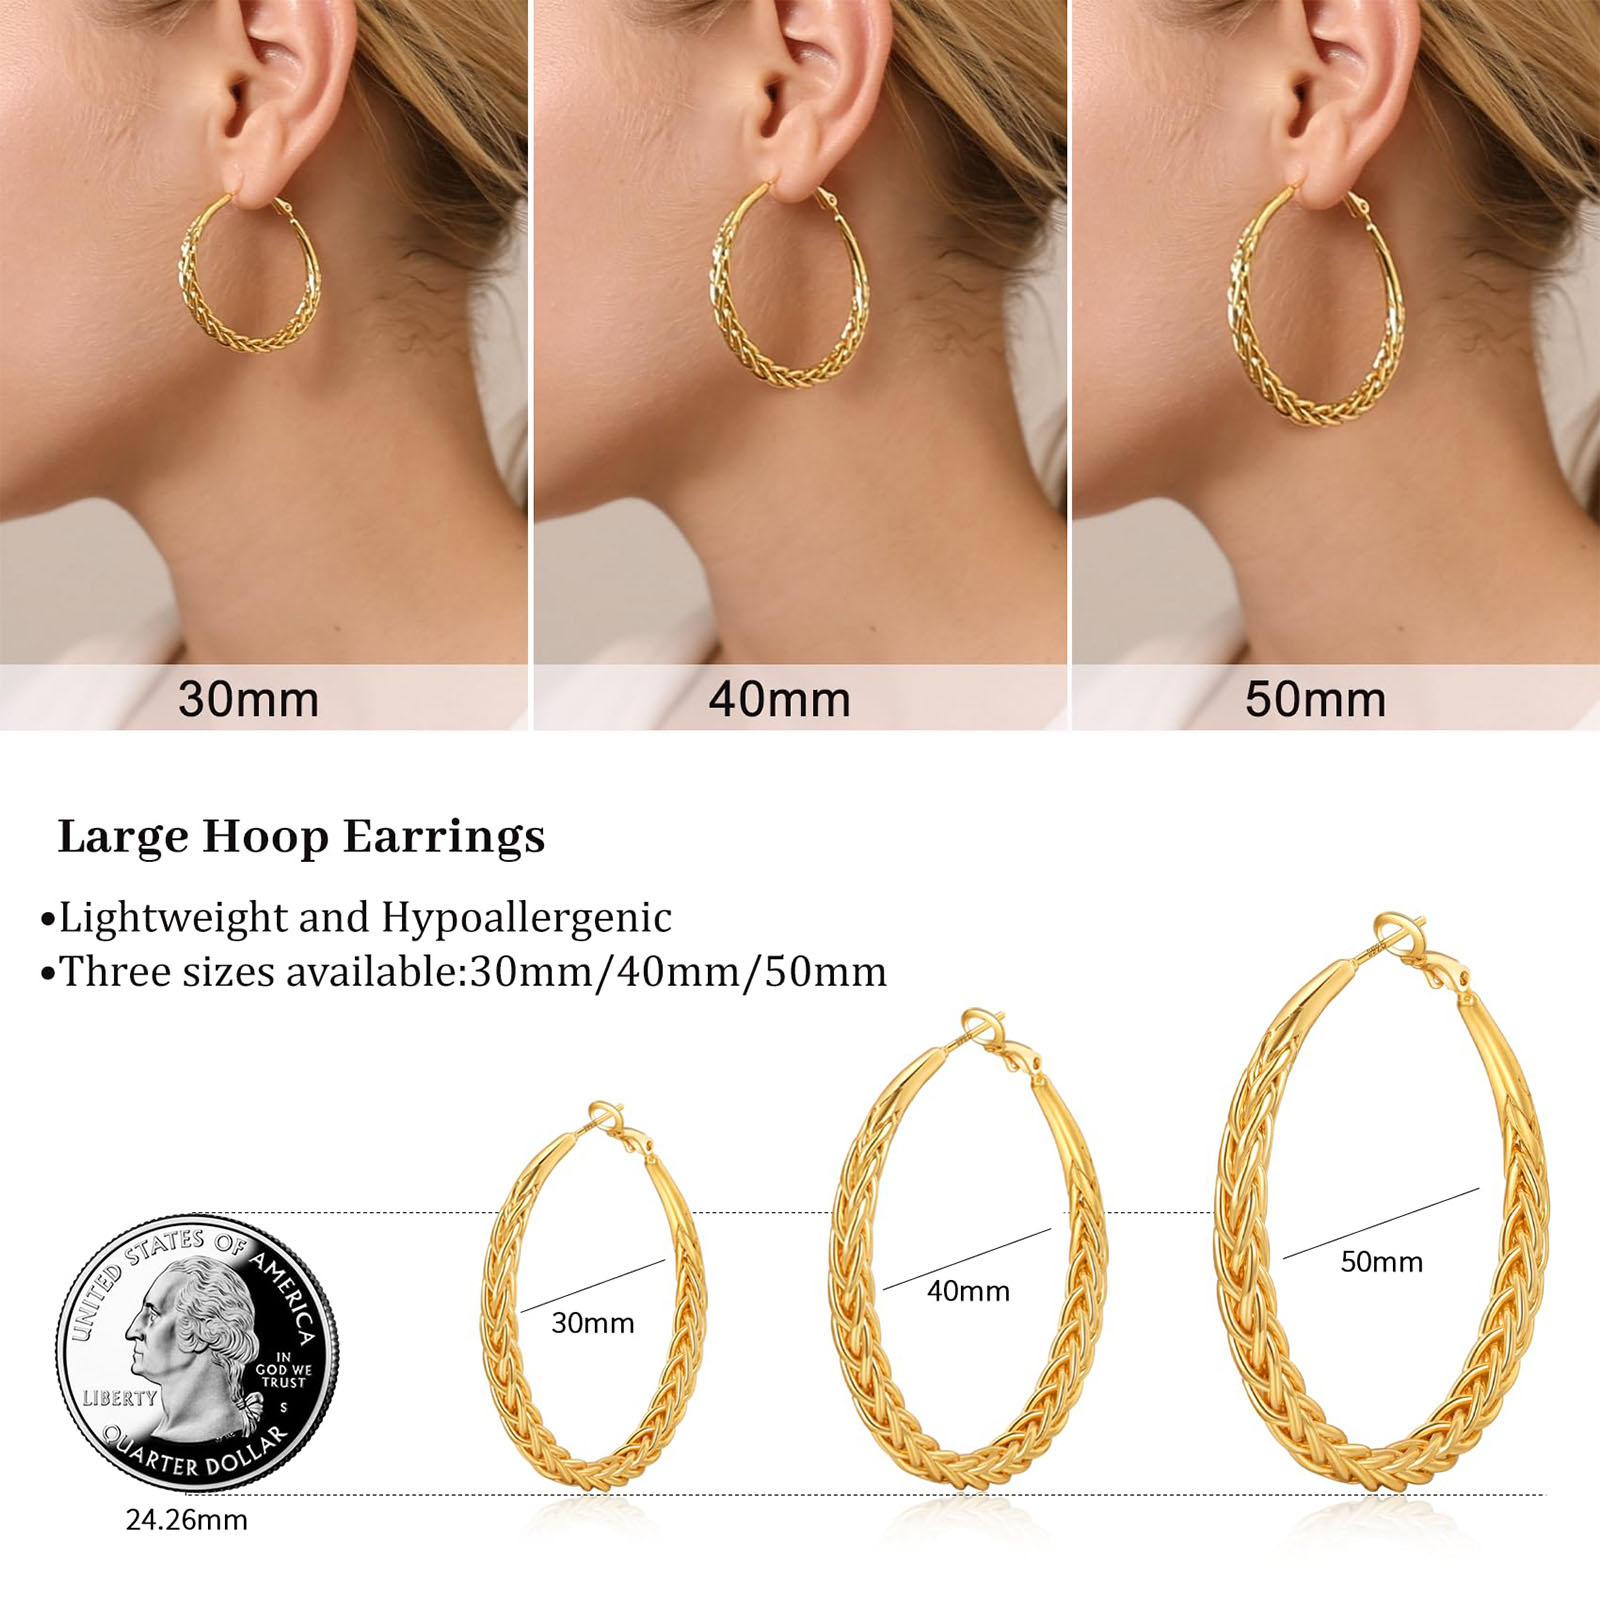 30mm
40mm
50mm
Large Hoop Earrings
•Lightweight and Hypoallergenic
•Three sizes available:30mm/40mm/50mm
50mm
40mm
30mm
UNITED STATES OF AMERICA
IN
GOD WE
TRUST
LIBERTY
S
QUARTER DOLLAR
24.26mm